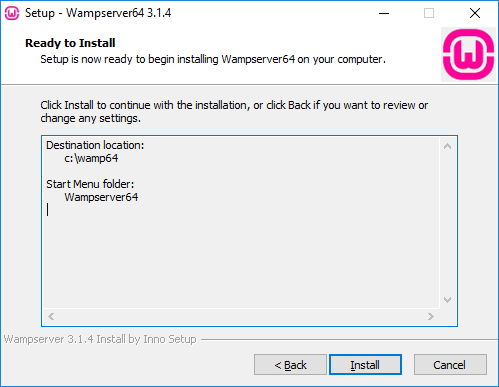 Setup - Wampserver64 3.1.4
Ready to Install
Setup is now ready to begin installing Wampserver64 on your computer.
Click Install to continue with the installation, or click Back if you want to review or
change any settings.
Destination location:
c:\wamp64
Start Menu folder:
Wampserver64
Wampserver 3.1.4 Install by Inno Setup
< Back
Install
Cancel